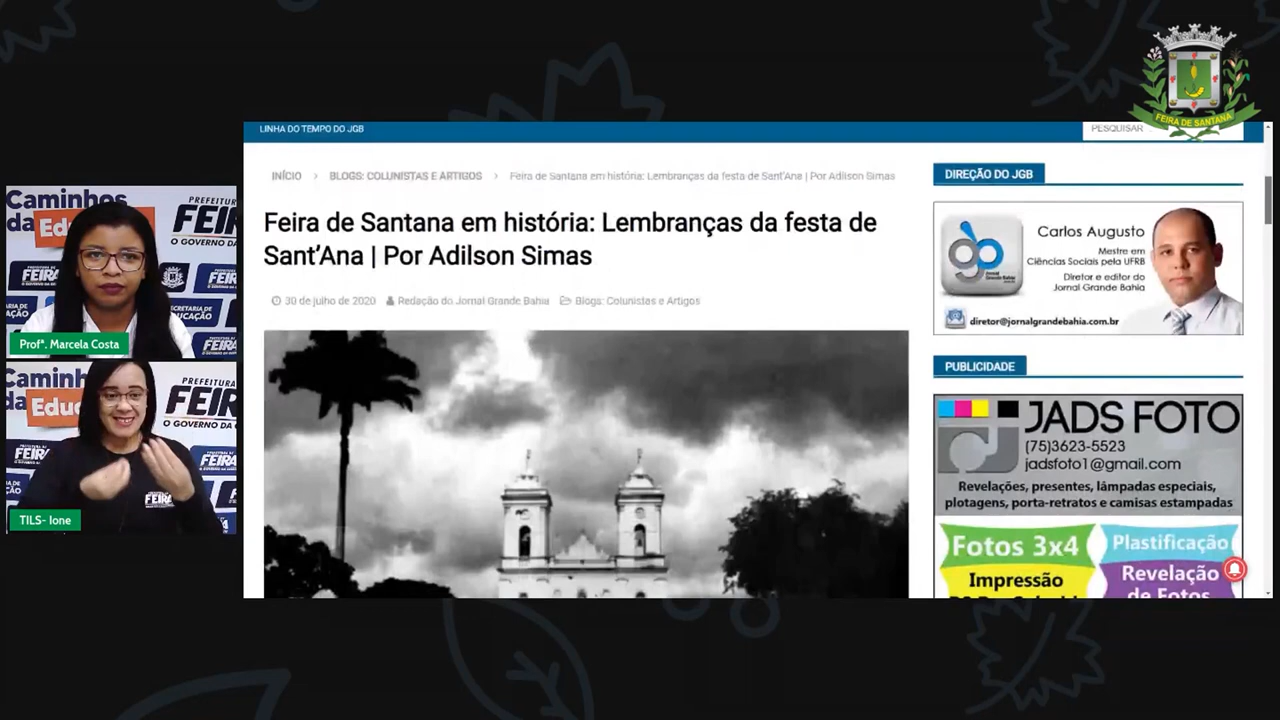 FEIRA DE SANTANA
LINHA DO TEMPO DO JGB
PESQUISAR
INÍCIO > BLOGS: COLUNISTAS E ARTIGOS > Feira de Santana em história: Lembranças da festa de Sant'Ana | Por Adilson Simas
Feira de Santana em história: Lembranças da festa de
Sant'Ana | Por Adilson Simas
30 de julho de 2020 Redação do Jornal Grande Bahia Blogs: Colunistas e Artigos
DIREÇÃO DO JGB
Carlos Augusto
Mestre em
Ciências Sociais pela UFRB
Diretor e editor do
Jornal Grande Bahia
Jornal
Grande
Bahia
diretor@jornalgrandebahia.com.br
PUBLICIDADE
JADS FOTO
(75)3623-5523
jadsfoto1@gmail.com
Revelações, presentes, lâmpadas especiais,
plotagens, porta-retratos e camisas estampadas
Fotos 3x4
Plastificação
Impressão
Revelação
de Fotos
Caminhos
da
PREFEITURA
FEIR
O GOVERNO DA
Profª. Marcela Costa
Caminh
da Educ
PREFEITURA DE
FEIR
O GOVERNO DA
FEIRA
TILS- Ione